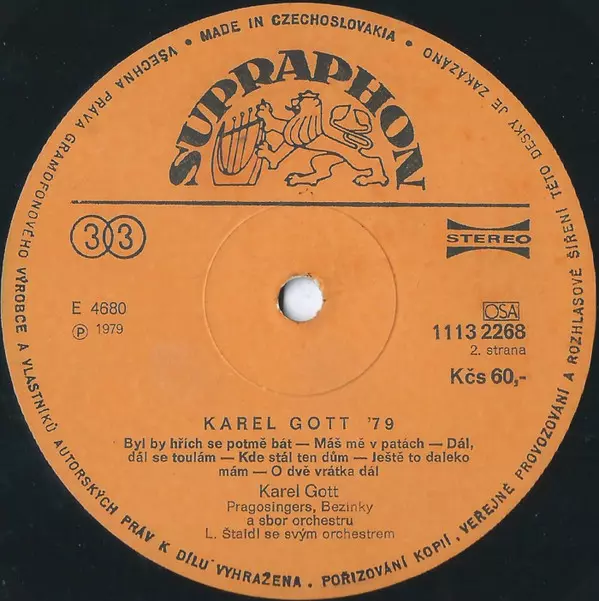 VŠECHNA PRÁVA GRAMOFONOVÉHO VÝROBCE A VLASTNÍKŮ AUTORSKÝCH PRÁV K DÍLU VYHRAŽENA • POŘIZOVÁNÍ KOPIÍ, VEŘEJNÉ PROVOZOVÁNÍ A ROZHLASOVÉ ŠÍŘENÍ TÉTO DESKY JE ZAKÁZÁNO • MADE IN CZECHOSLOVAKIA •
SUPRAPHON
33
STEREO
E 4680
Ⓟ 1979
OSA
1113 2268
2. strana
Kčs 60,-
KAREL GOTT '79
Byl by hřích se potmě bát — Máš mě v patách — Dál,
dál se toulám — Kde stál ten dům — Ještě to daleko
mám — O dvě vrátka dál
Karel Gott
Pragosingers, Bezinky
a sbor orchestru
L. Štaidl se svým orchestrem